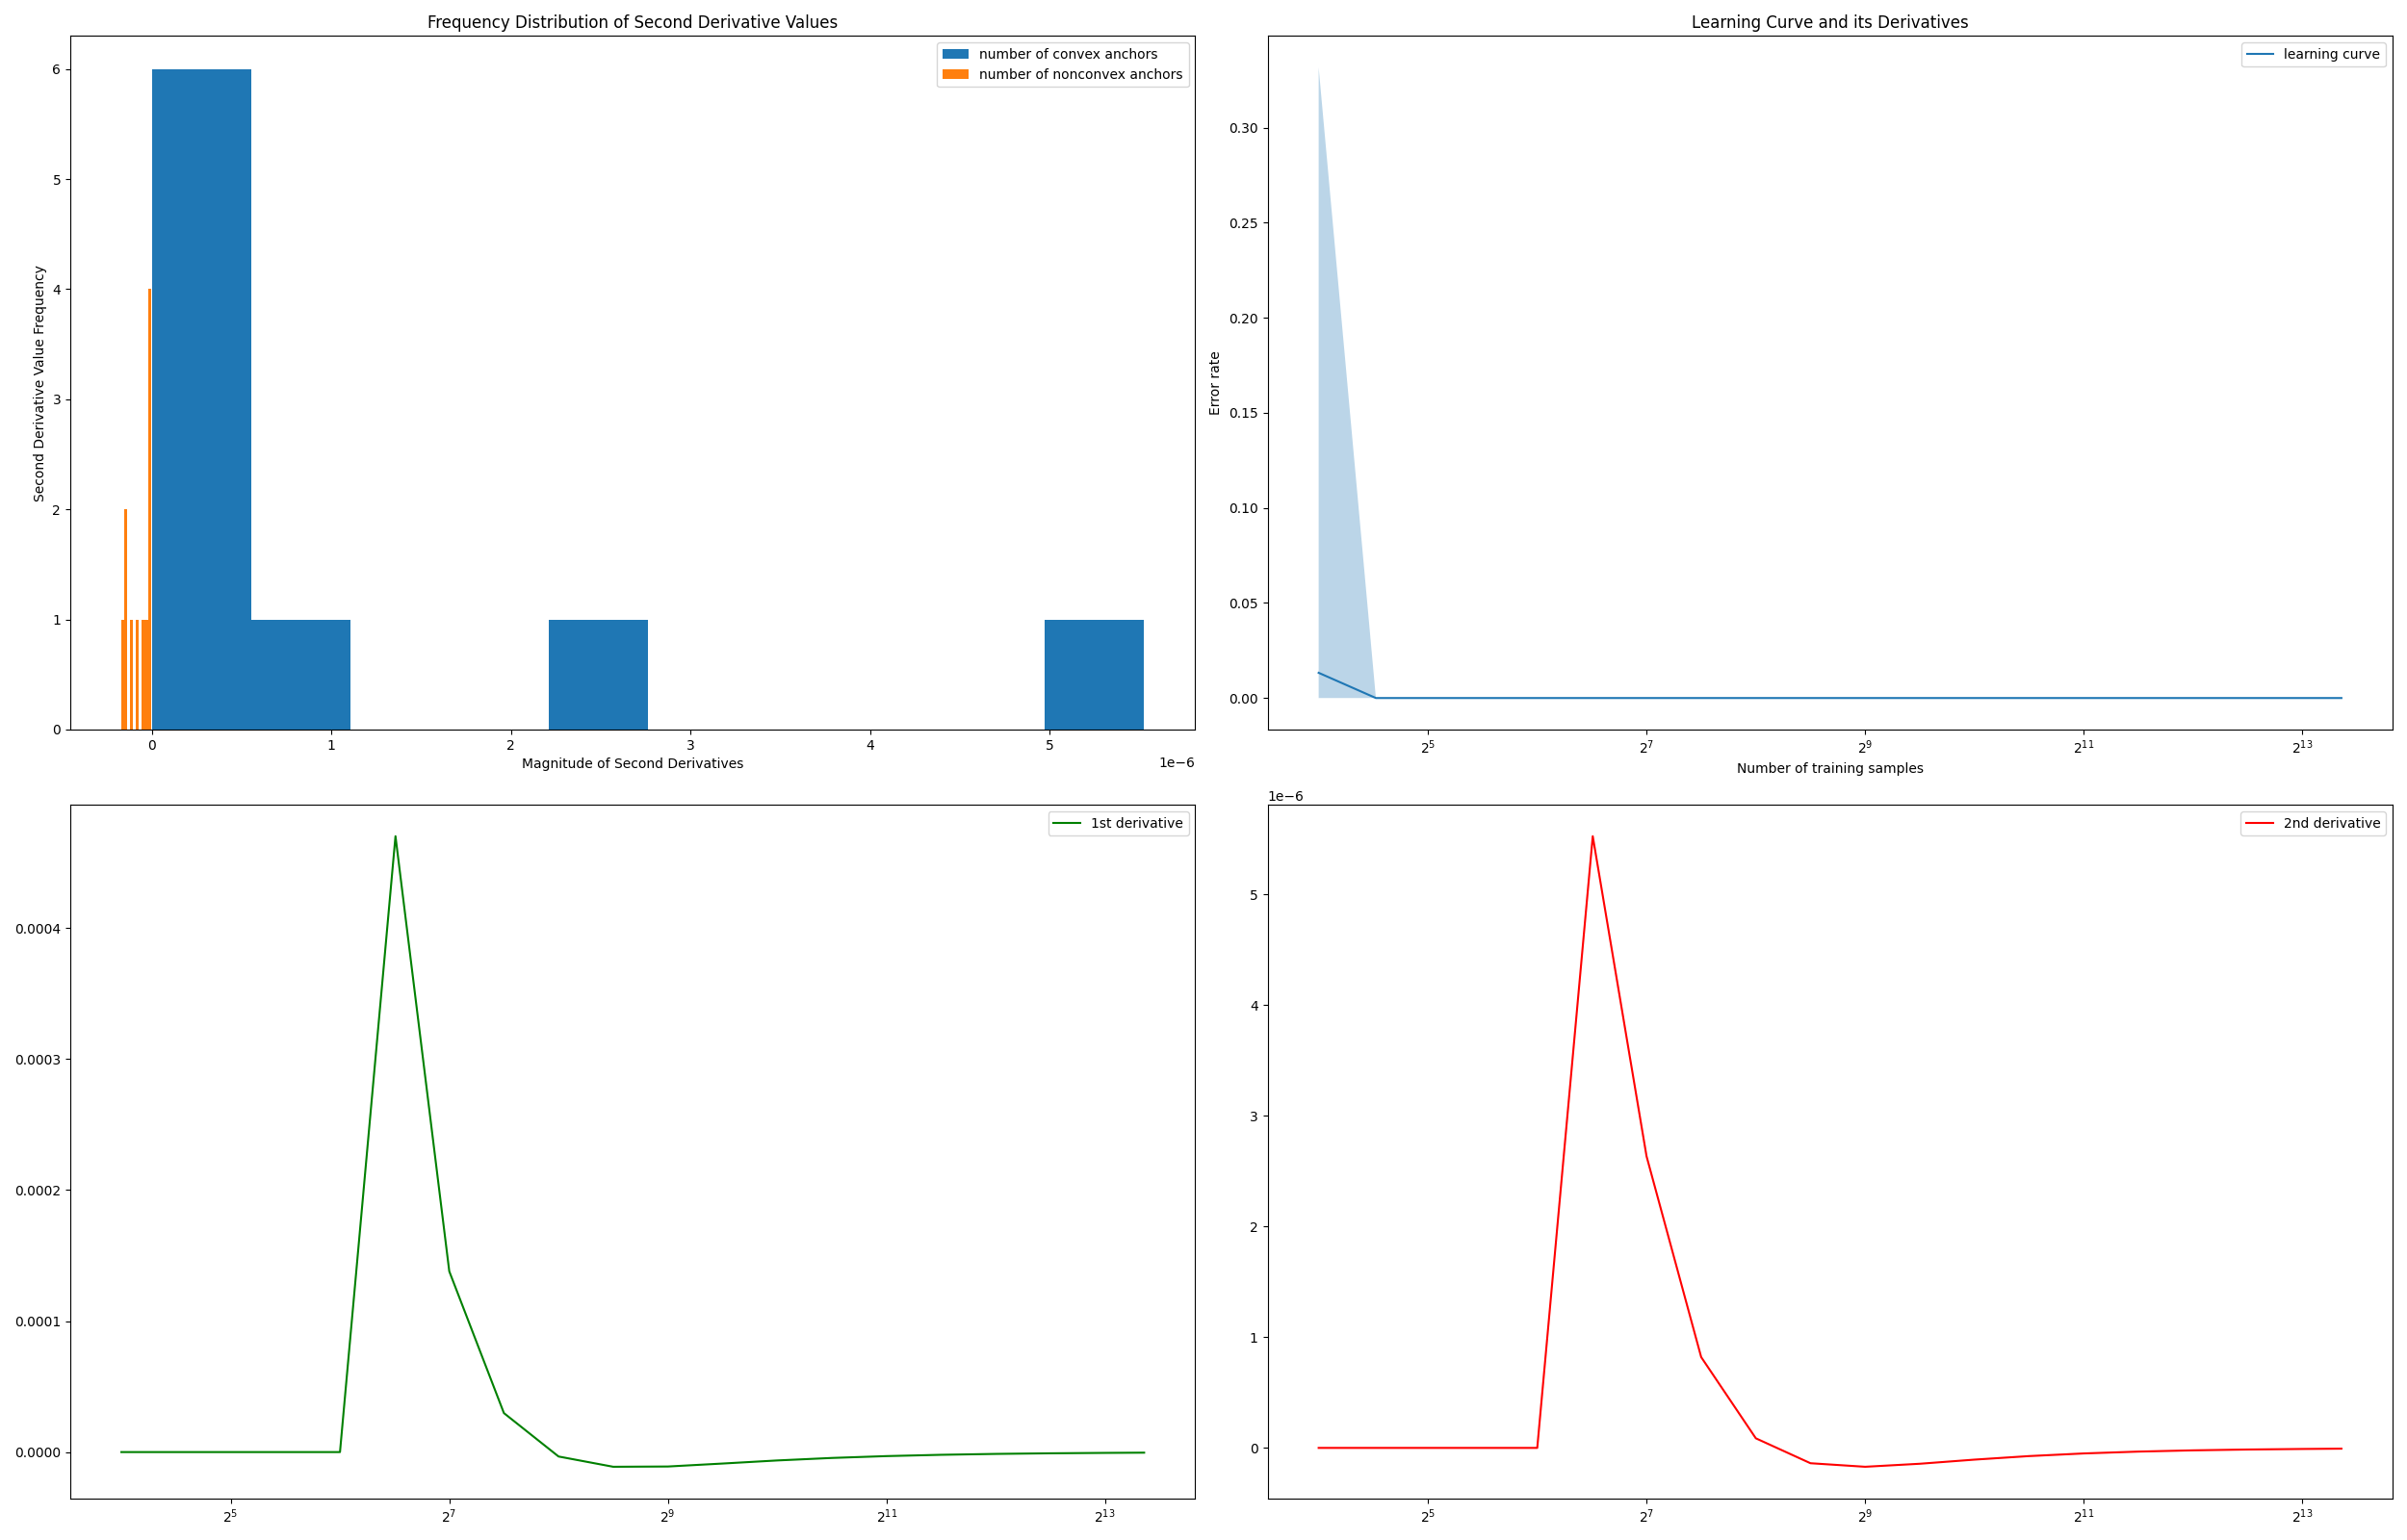 Frequency Distribution of Second Derivative Values
number of convex anchors
number of nonconvex anchors
Second Derivative Value Frequency
6
5
4
3
2
1
0
0 1 2 3 4 5
1e−6
Magnitude of Second Derivatives
Learning Curve and its Derivatives
learning curve
Error rate
0.30
0.25
0.20
0.15
0.10
0.05
0.00
2^5 2^7 2^9 2^11 2^13
Number of training samples
1st derivative
0.0004
0.0003
0.0002
0.0001
0.0000
2^5 2^7 2^9 2^11 2^13
1e−6
2nd derivative
5
4
3
2
1
0
2^5 2^7 2^9 2^11 2^13